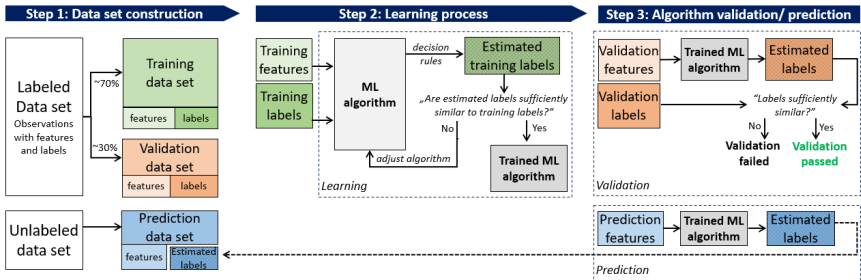 Step 1: Data set construction
Labeled
Data set
Observations
with features
and labels
~70%
~30%
Training
data set
features
labels
Validation
data set
features
labels
Unlabeled
data set
Prediction
data set
features
Estimated
labels
Step 2: Learning process
Training
features
Training
labels
ML
algorithm
decision
rules
Estimated
training labels
„Are estimated labels sufficiently
similar to training labels?"
No
Yes
adjust algorithm
Trained ML
algorithm
Learning
Step 3: Algorithm validation/ prediction
Validation
features
Trained ML
algorithm
Estimated
labels
Validation
labels
"Labels sufficiently
similar?"
No
Yes
Validation
failed
Validation
passed
Validation
Prediction
features
Trained ML
algorithm
Estimated
labels
Prediction